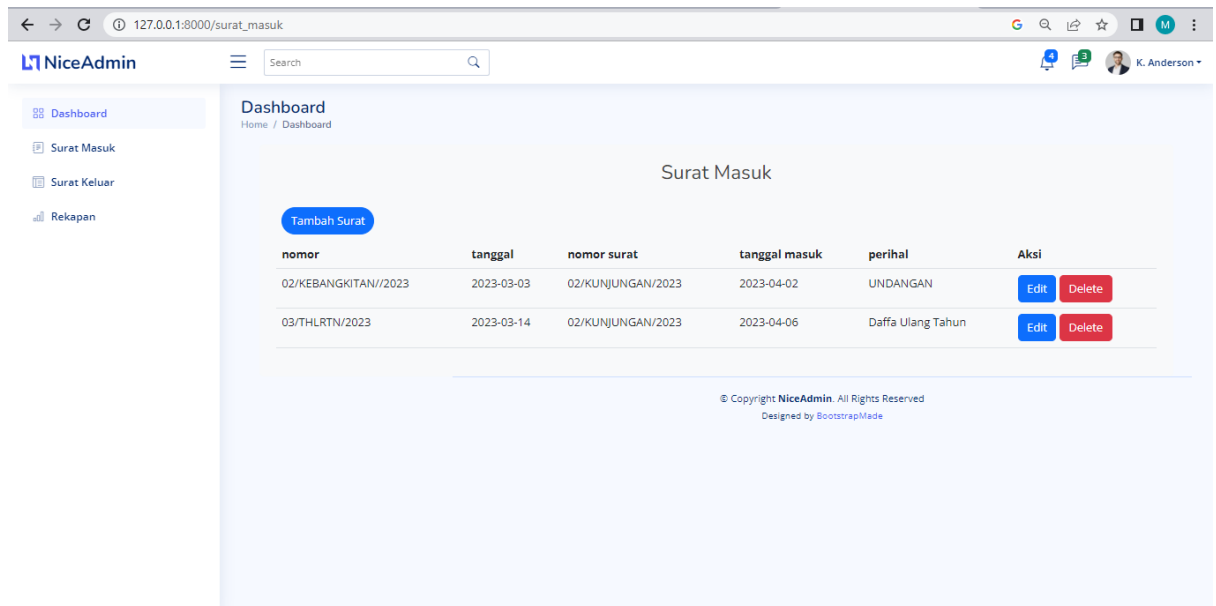 127.0.0.1:8000/surat_masuk
G
M
NiceAdmin
Search
4
3
K. Anderson
Dashboard
Surat Masuk
Surat Keluar
Rekapan
Dashboard
Home / Dashboard
Surat Masuk
Tambah Surat
nomor tanggal nomor surat tanggal masuk perihal Aksi
02/KEBANGKITAN//2023 2023-03-03 02/KUNJUNGAN/2023 2023-04-02 UNDANGAN Edit Delete
03/THLRTN/2023 2023-03-14 02/KUNJUNGAN/2023 2023-04-06 Daffa Ulang Tahun Edit Delete
© Copyright NiceAdmin. All Rights Reserved
Designed by BootstrapMade